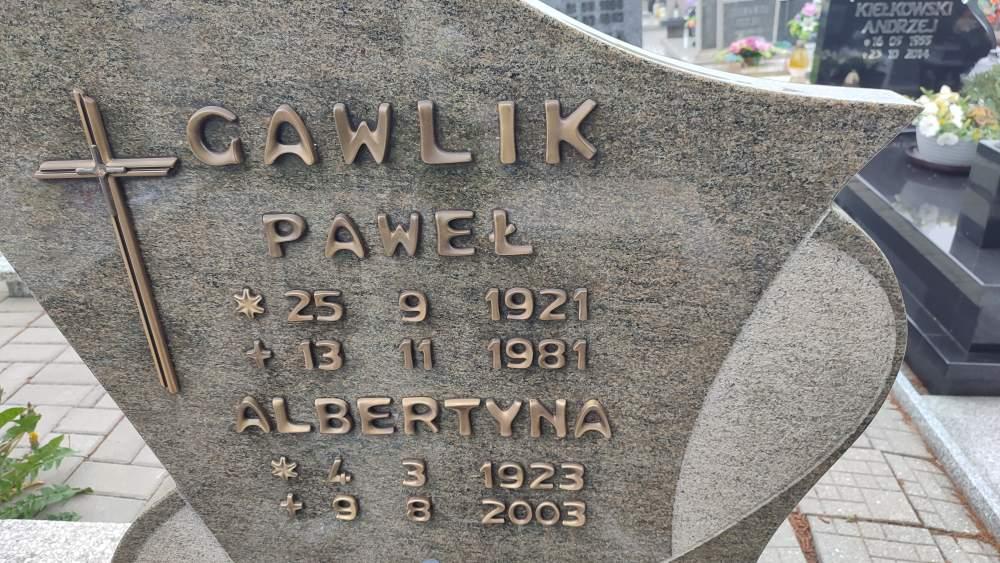 GAWLIK
PAWEŁ
* 25 9 1921
+ 13 11 1981
ALBERTYNA
* 4 3 1923
+ 9 8 2003
KIEŁKOWSKI
ANDRZEJ